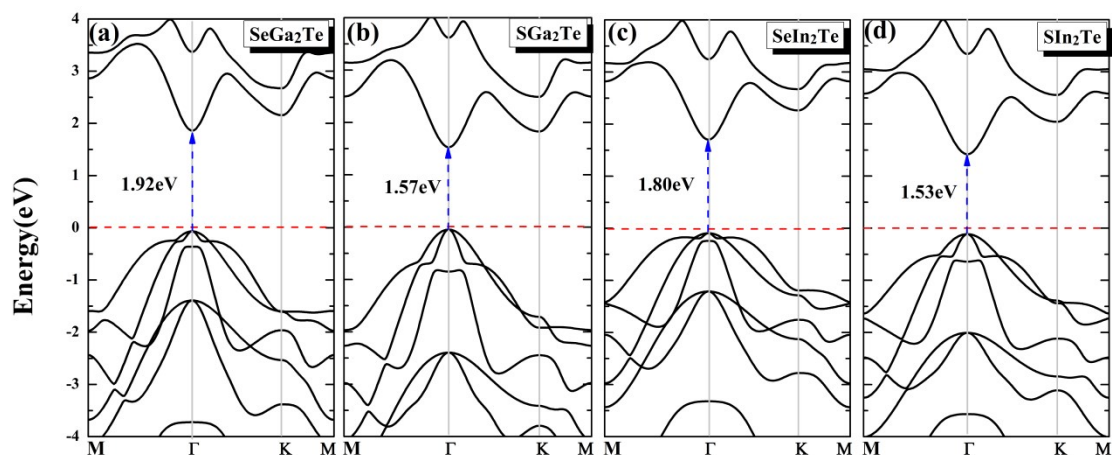 (a) SeGa₂Te
(b) SGa₂Te
(c) SeIn₂Te
(d) SIn₂Te
Energy(eV)
4
3
2
1
0
-1
-2
-3
-4
1.92eV
1.57eV
1.80eV
1.53eV
M Γ K M
M Γ K M
M Γ K M
M Γ K M